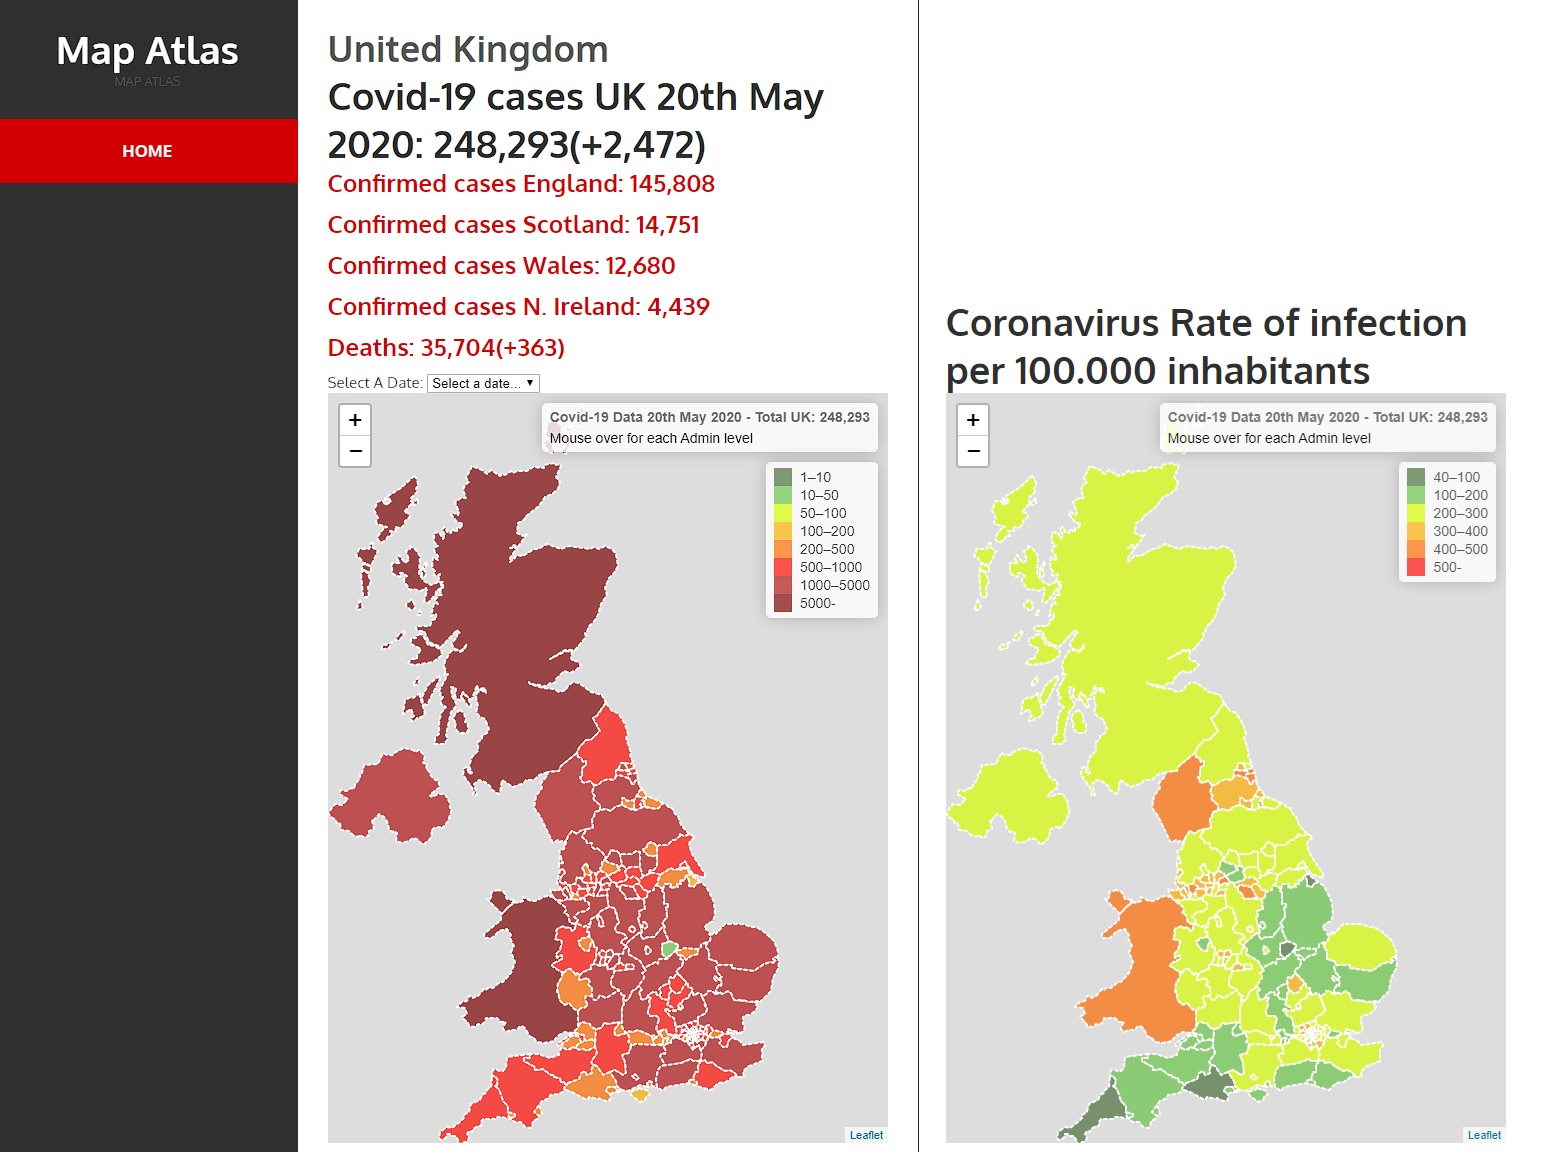 Map Atlas
MAP ATLAS
HOME
United Kingdom
Covid-19 cases UK 20th May
2020: 248,293(+2,472)
Confirmed cases England: 145,808
Confirmed cases Scotland: 14,751
Confirmed cases Wales: 12,680
Confirmed cases N. Ireland: 4,439
Deaths: 35,704(+363)
Select A Date: Select a date...
+
−
Covid-19 Data 20th May 2020 - Total UK: 248,293
Mouse over for each Admin level
1–10
10–50
50–100
100–200
200–500
500–1000
1000–5000
5000-
Leaflet
Coronavirus Rate of infection
per 100.000 inhabitants
+
−
Covid-19 Data 20th May 2020 - Total UK: 248,293
Mouse over for each Admin level
40–100
100–200
200–300
300–400
400–500
500-
Leaflet